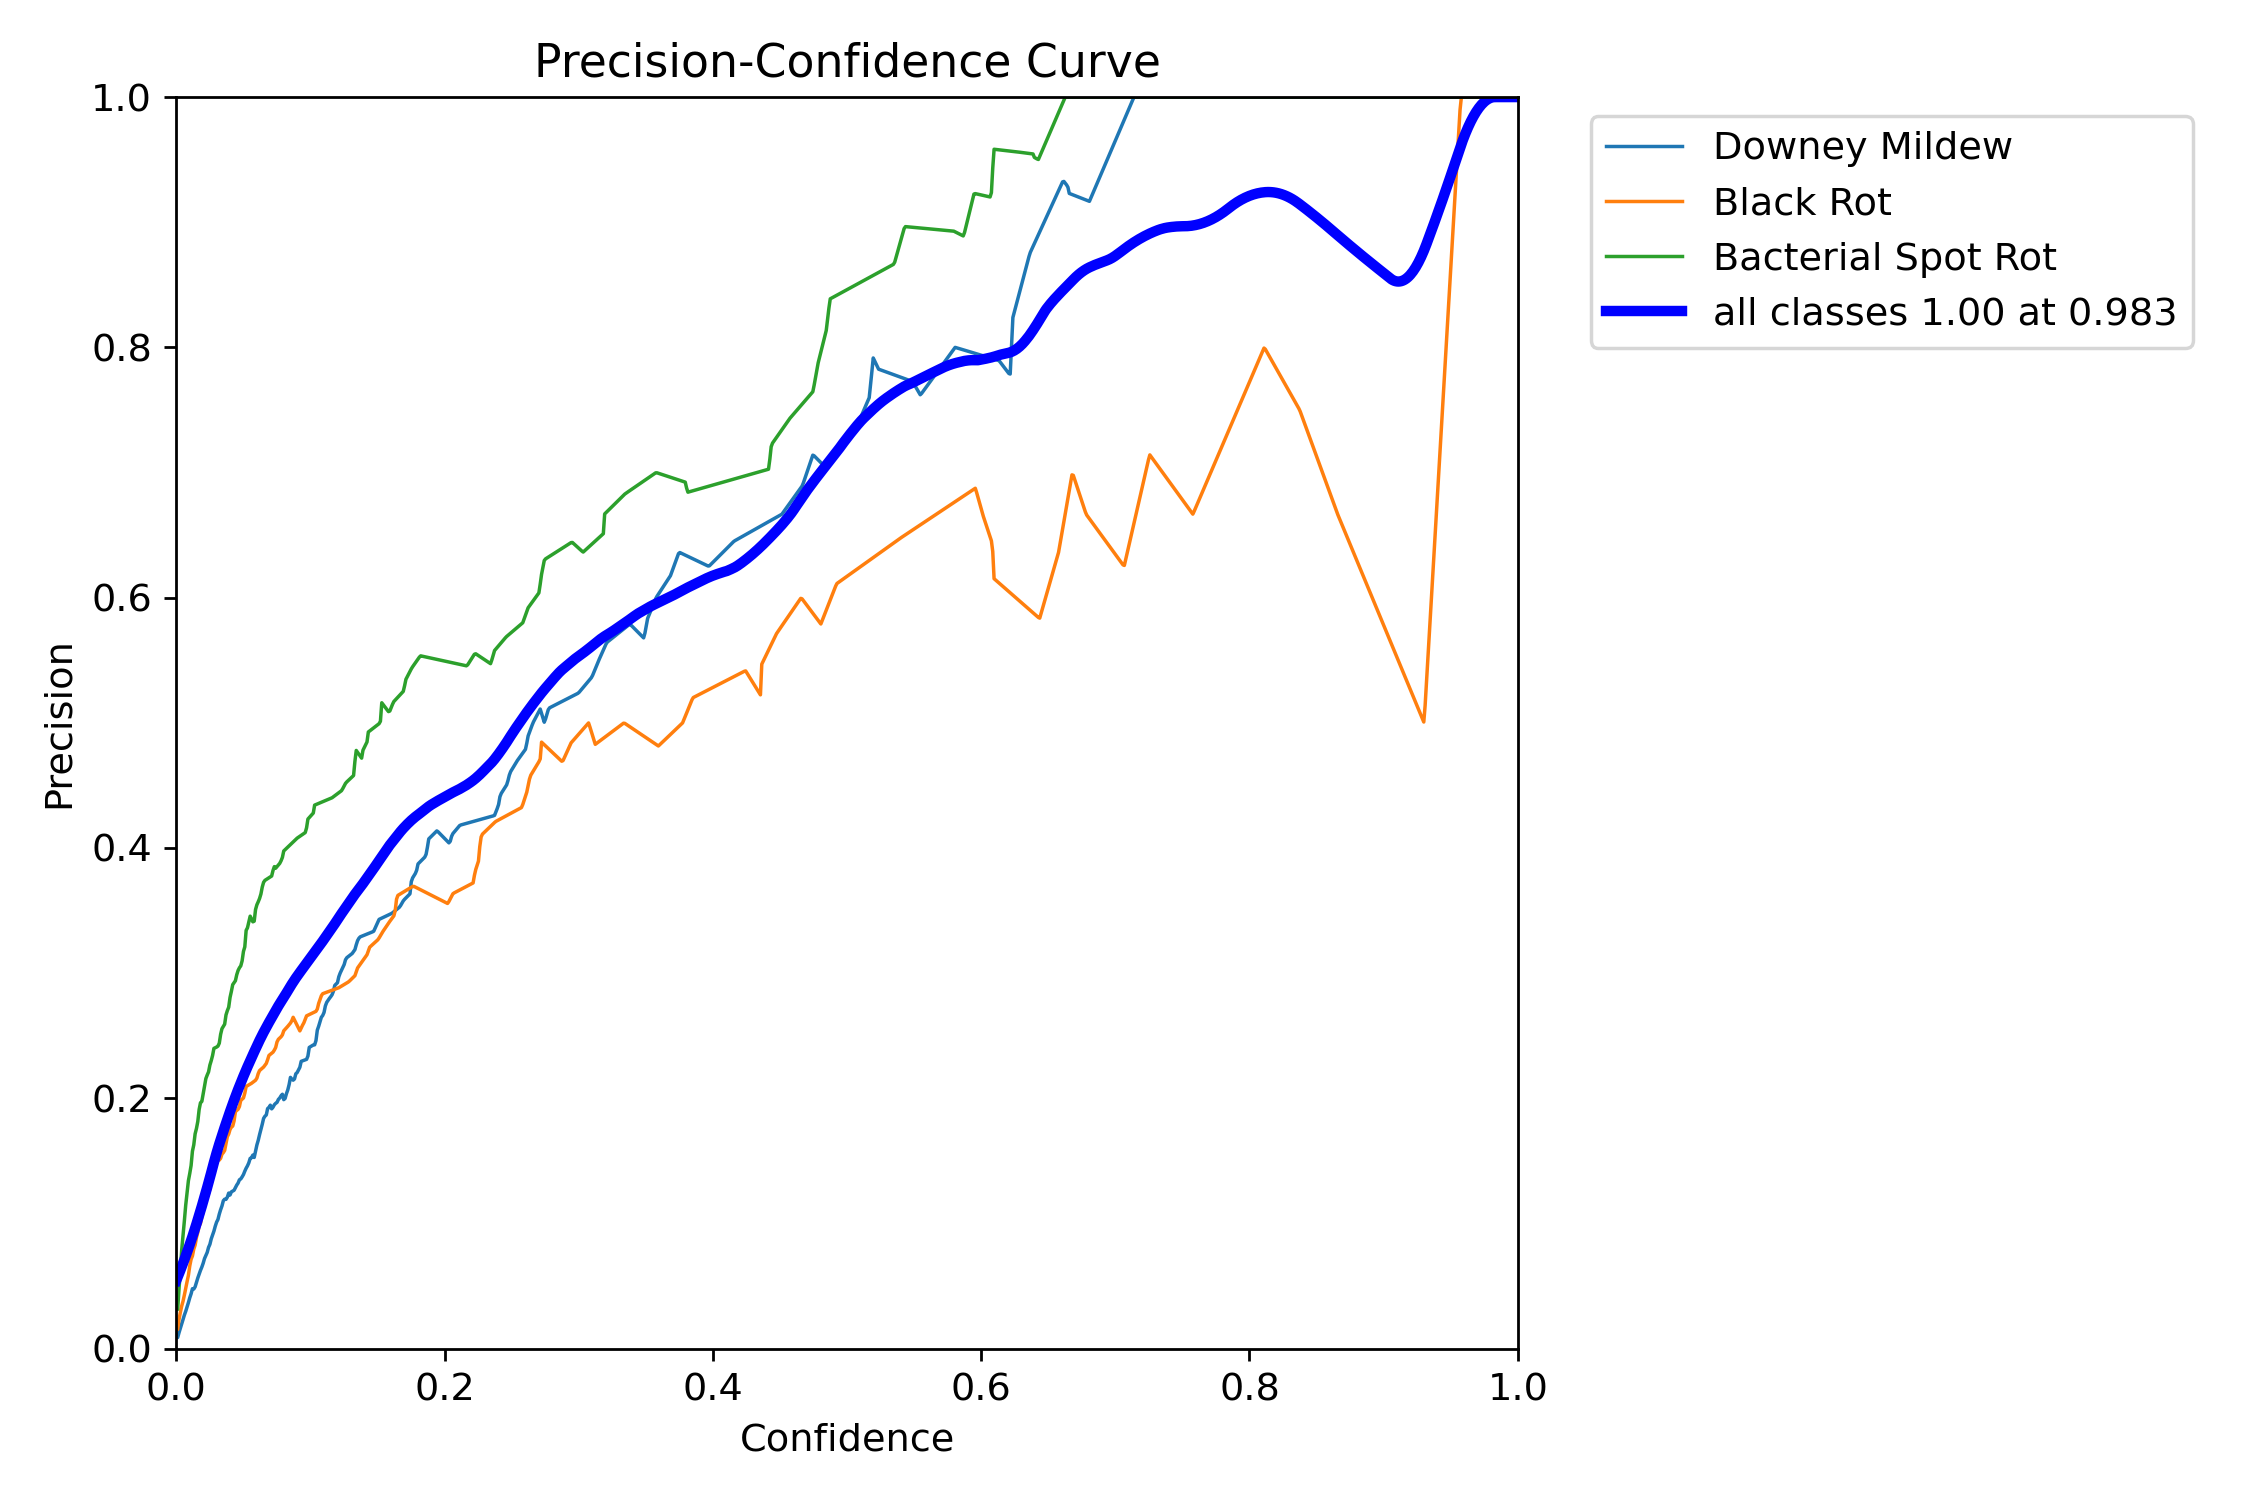 Precision-Confidence Curve
1.0
0.8
0.6
0.4
0.2
0.0
Precision
0.0 0.2 0.4 0.6 0.8 1.0
Confidence
Downey Mildew
Black Rot
Bacterial Spot Rot
all classes 1.00 at 0.983